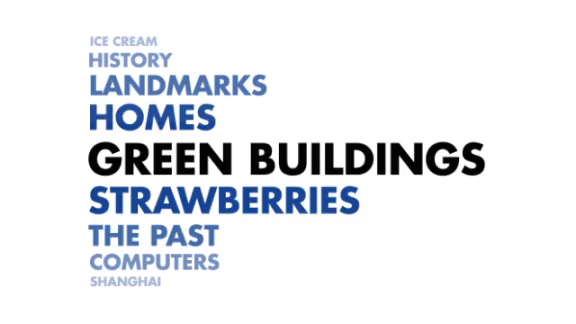 ICE CREAM
HISTORY
LANDMARKS
HOMES
GREEN BUILDINGS
STRAWBERRIES
THE PAST
COMPUTERS
SHANGHAI